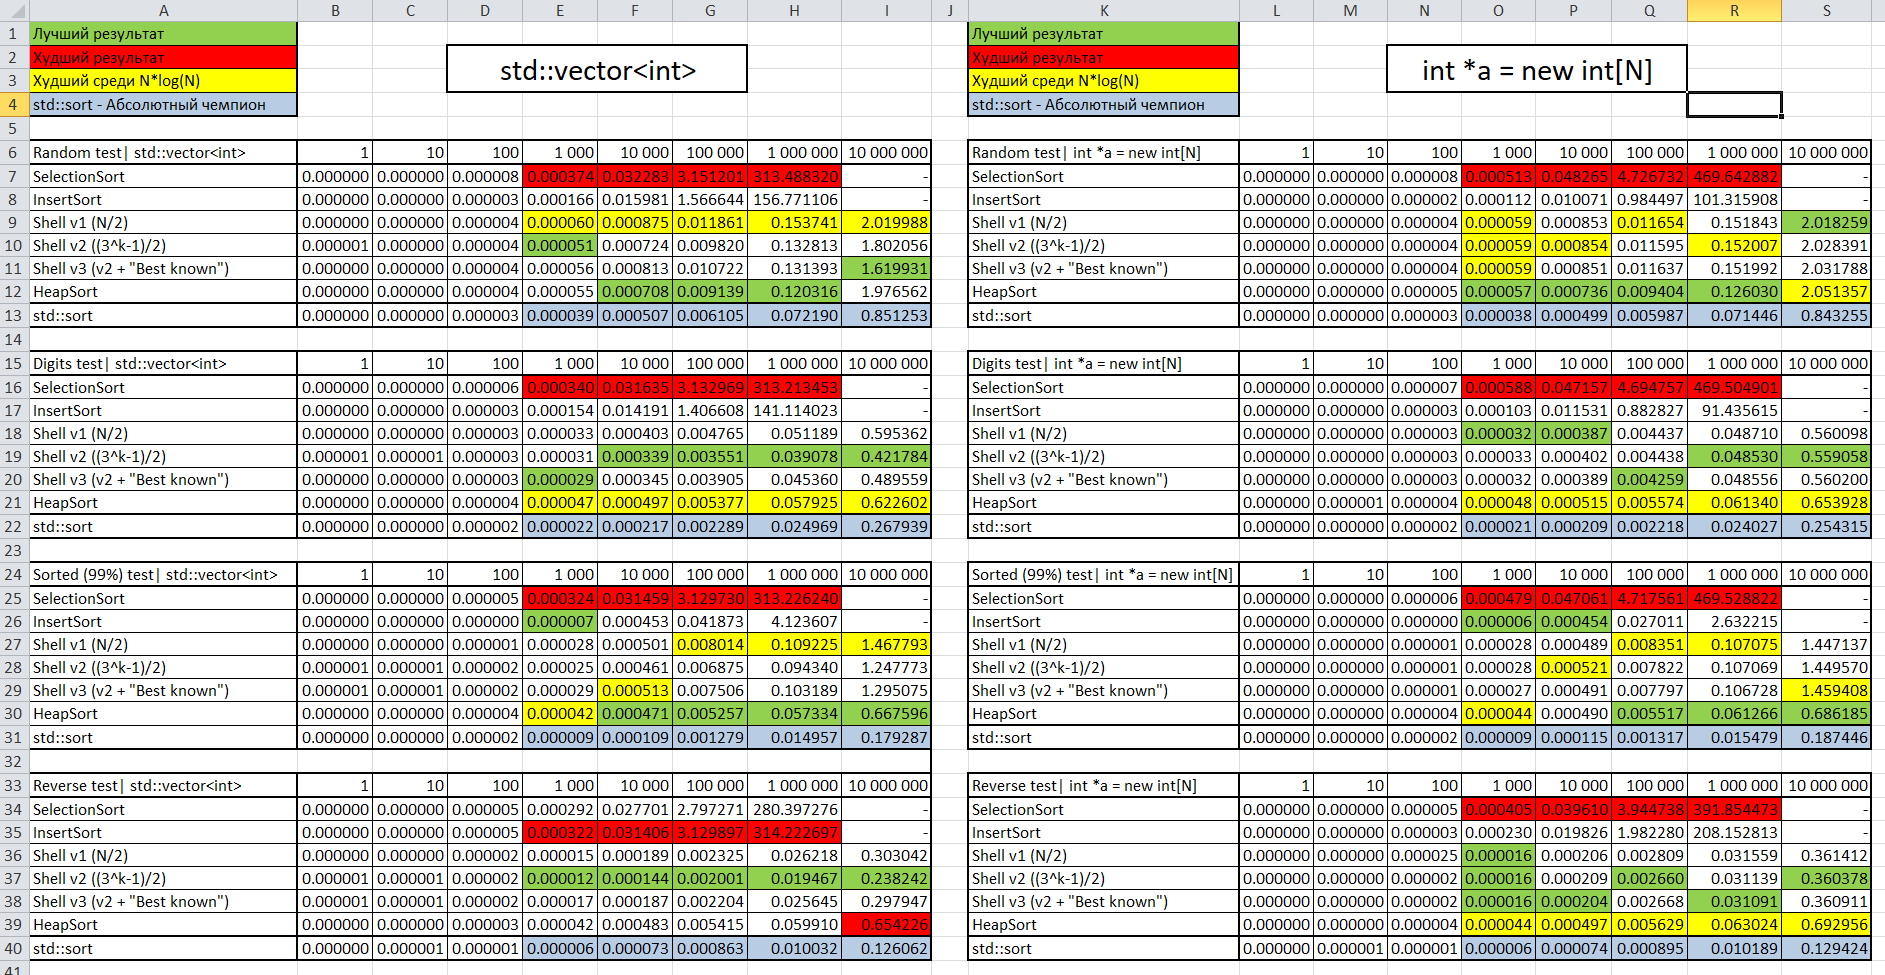 A B C D E F G H I J K L M N O P Q R S
1 Лучший результат Лучший результат
2 Худший результат Худший результат
3 Худший среди N*log(N) Худший среди N*log(N)
std::vector<int> int *a = new int[N]
4 std::sort - Абсолютный чемпион std::sort - Абсолютный чемпион
5
6 Random test| std::vector<int> 1 10 100 1 000 10 000 100 000 1 000 000 10 000 000 Random test| int *a = new int[N] 1 10 100 1 000 10 000 100 000 1 000 000 10 000 000
7 SelectionSort 0.000000 0.000000 0.000008 0.000374 0.032283 3.151201 313.488320 - SelectionSort 0.000000 0.000000 0.000008 0.000513 0.048265 4.726732 469.642882 -
8 InsertSort 0.000000 0.000000 0.000003 0.000166 0.015981 1.566644 156.771106 - InsertSort 0.000000 0.000000 0.000002 0.000112 0.010071 0.984497 101.315908 -
9 Shell v1 (N/2) 0.000000 0.000000 0.000004 0.000060 0.000875 0.011861 0.153741 2.019988 Shell v1 (N/2) 0.000000 0.000000 0.000004 0.000059 0.000853 0.011654 0.151843 2.018259
10 Shell v2 ((3^k-1)/2) 0.000001 0.000000 0.000004 0.000051 0.000724 0.009820 0.132813 1.802056 Shell v2 ((3^k-1)/2) 0.000000 0.000000 0.000004 0.000059 0.000854 0.011595 0.152007 2.028391
11 Shell v3 (v2 + "Best known") 0.000000 0.000000 0.000004 0.000056 0.000813 0.010722 0.131393 1.619931 Shell v3 (v2 + "Best known") 0.000000 0.000000 0.000004 0.000059 0.000851 0.011637 0.151992 2.031788
12 HeapSort 0.000000 0.000000 0.000004 0.000055 0.000708 0.009139 0.120316 1.976562 HeapSort 0.000000 0.000000 0.000005 0.000057 0.000736 0.009404 0.126030 2.051357
13 std::sort 0.000000 0.000000 0.000003 0.000039 0.000507 0.006105 0.072190 0.851253 std::sort 0.000000 0.000000 0.000003 0.000038 0.000499 0.005987 0.071446 0.843255
14
15 Digits test| std::vector<int> 1 10 100 1 000 10 000 100 000 1 000 000 10 000 000 Digits test| int *a = new int[N] 1 10 100 1 000 10 000 100 000 1 000 000 10 000 000
16 SelectionSort 0.000000 0.000000 0.000006 0.000340 0.031635 3.132969 313.213453 - SelectionSort 0.000000 0.000000 0.000007 0.000588 0.047157 4.694757 469.504901 -
17 InsertSort 0.000000 0.000000 0.000003 0.000154 0.014191 1.406608 141.114023 - InsertSort 0.000000 0.000000 0.000003 0.000103 0.011531 0.882827 91.435615 -
18 Shell v1 (N/2) 0.000000 0.000000 0.000003 0.000033 0.000403 0.004765 0.051189 0.595362 Shell v1 (N/2) 0.000000 0.000000 0.000003 0.000032 0.000387 0.004437 0.048710 0.560098
19 Shell v2 ((3^k-1)/2) 0.000001 0.000001 0.000003 0.000031 0.000339 0.003551 0.039078 0.421784 Shell v2 ((3^k-1)/2) 0.000000 0.000000 0.000003 0.000033 0.000402 0.004438 0.048530 0.559058
20 Shell v3 (v2 + "Best known") 0.000000 0.000000 0.000003 0.000029 0.000345 0.003905 0.045360 0.489559 Shell v3 (v2 + "Best known") 0.000000 0.000000 0.000003 0.000032 0.000389 0.004259 0.048556 0.560200
21 HeapSort 0.000000 0.000000 0.000004 0.000047 0.000497 0.005377 0.057925 0.622602 HeapSort 0.000000 0.000001 0.000004 0.000048 0.000515 0.005574 0.061340 0.653928
22 std::sort 0.000000 0.000000 0.000002 0.000022 0.000217 0.002289 0.024969 0.267939 std::sort 0.000000 0.000000 0.000002 0.000021 0.000209 0.002218 0.024027 0.254315
23
24 Sorted (99%) test| std::vector<int> 1 10 100 1 000 10 000 100 000 1 000 000 10 000 000 Sorted (99%) test| int *a = new int[N] 1 10 100 1 000 10 000 100 000 1 000 000 10 000 000
25 SelectionSort 0.000000 0.000000 0.000005 0.000324 0.031459 3.129730 313.226240 - SelectionSort 0.000000 0.000000 0.000006 0.000479 0.047061 4.717561 469.528822 -
26 InsertSort 0.000000 0.000000 0.000000 0.000007 0.000453 0.041873 4.123607 - InsertSort 0.000000 0.000000 0.000000 0.000006 0.000454 0.027011 2.632215 -
27 Shell v1 (N/2) 0.000000 0.000000 0.000001 0.000028 0.000501 0.008014 0.109225 1.467793 Shell v1 (N/2) 0.000000 0.000000 0.000001 0.000028 0.000489 0.008351 0.107075 1.447137
28 Shell v2 ((3^k-1)/2) 0.000001 0.000001 0.000002 0.000025 0.000461 0.006875 0.094340 1.247773 Shell v2 ((3^k-1)/2) 0.000000 0.000000 0.000001 0.000028 0.000521 0.007822 0.107069 1.449570
29 Shell v3 (v2 + "Best known") 0.000001 0.000001 0.000002 0.000029 0.000513 0.007506 0.103189 1.295075 Shell v3 (v2 + "Best known") 0.000000 0.000000 0.000001 0.000027 0.000491 0.007797 0.106728 1.459408
30 HeapSort 0.000000 0.000000 0.000004 0.000042 0.000471 0.005257 0.057334 0.667596 HeapSort 0.000000 0.000000 0.000004 0.000044 0.000490 0.005517 0.061266 0.686185
31 std::sort 0.000000 0.000000 0.000002 0.000009 0.000109 0.001279 0.014957 0.179287 std::sort 0.000000 0.000000 0.000002 0.000009 0.000115 0.001317 0.015479 0.187446
32
33 Reverse test| std::vector<int> 1 10 100 1 000 10 000 100 000 1 000 000 10 000 000 Reverse test| int *a = new int[N] 1 10 100 1 000 10 000 100 000 1 000 000 10 000 000
34 SelectionSort 0.000000 0.000000 0.000005 0.000292 0.027701 2.797271 280.397276 - SelectionSort 0.000000 0.000000 0.000005 0.000405 0.039610 3.944738 391.854473 -
35 InsertSort 0.000000 0.000000 0.000005 0.000322 0.031406 3.129897 314.222697 - InsertSort 0.000000 0.000000 0.000003 0.000230 0.019826 1.982280 208.152813 -
36 Shell v1 (N/2) 0.000000 0.000000 0.000002 0.000015 0.000189 0.002325 0.026218 0.303042 Shell v1 (N/2) 0.000000 0.000000 0.000025 0.000016 0.000206 0.002809 0.031559 0.361412
37 Shell v2 ((3^k-1)/2) 0.000001 0.000001 0.000002 0.000012 0.000144 0.002001 0.019467 0.238242 Shell v2 ((3^k-1)/2) 0.000000 0.000000 0.000002 0.000016 0.000209 0.002660 0.031139 0.360378
38 Shell v3 (v2 + "Best known") 0.000001 0.000001 0.000002 0.000017 0.000187 0.002204 0.025645 0.297947 Shell v3 (v2 + "Best known") 0.000000 0.000000 0.000002 0.000016 0.000204 0.002668 0.031091 0.360911
39 HeapSort 0.000000 0.000000 0.000003 0.000042 0.000483 0.005415 0.059910 0.654226 HeapSort 0.000000 0.000000 0.000004 0.000044 0.000497 0.005629 0.063024 0.692956
40 std::sort 0.000000 0.000001 0.000001 0.000006 0.000073 0.000863 0.010032 0.126062 std::sort 0.000000 0.000001 0.000001 0.000006 0.000074 0.000895 0.010189 0.129424
41